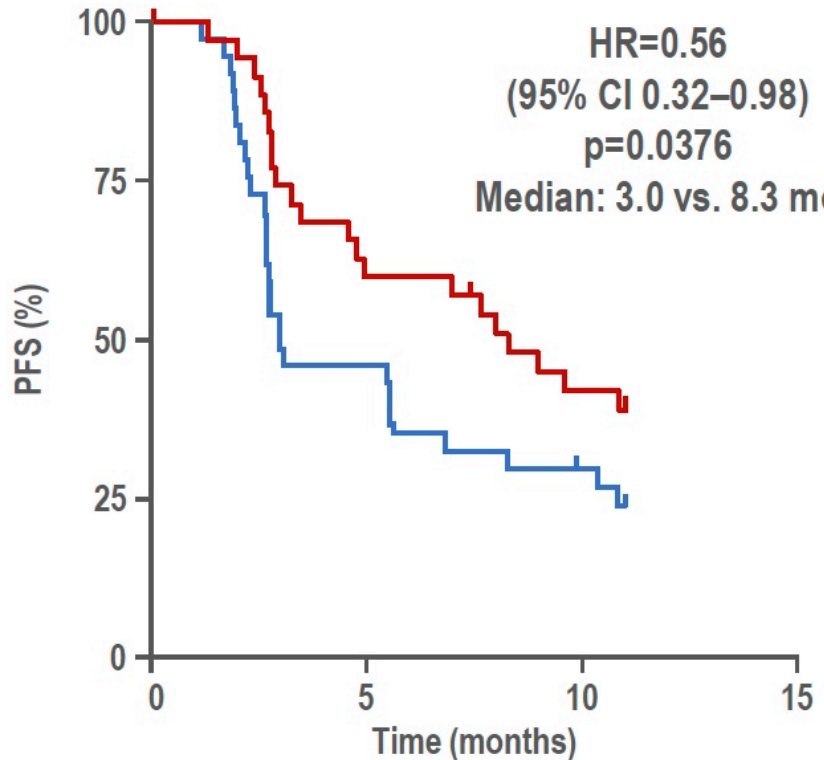 100
75
50
25
0
PFS (%)
HR=0.56
(95% CI 0.32–0.98)
p=0.0376
Median: 3.0 vs. 8.3
0
5
10
15
Time (months)